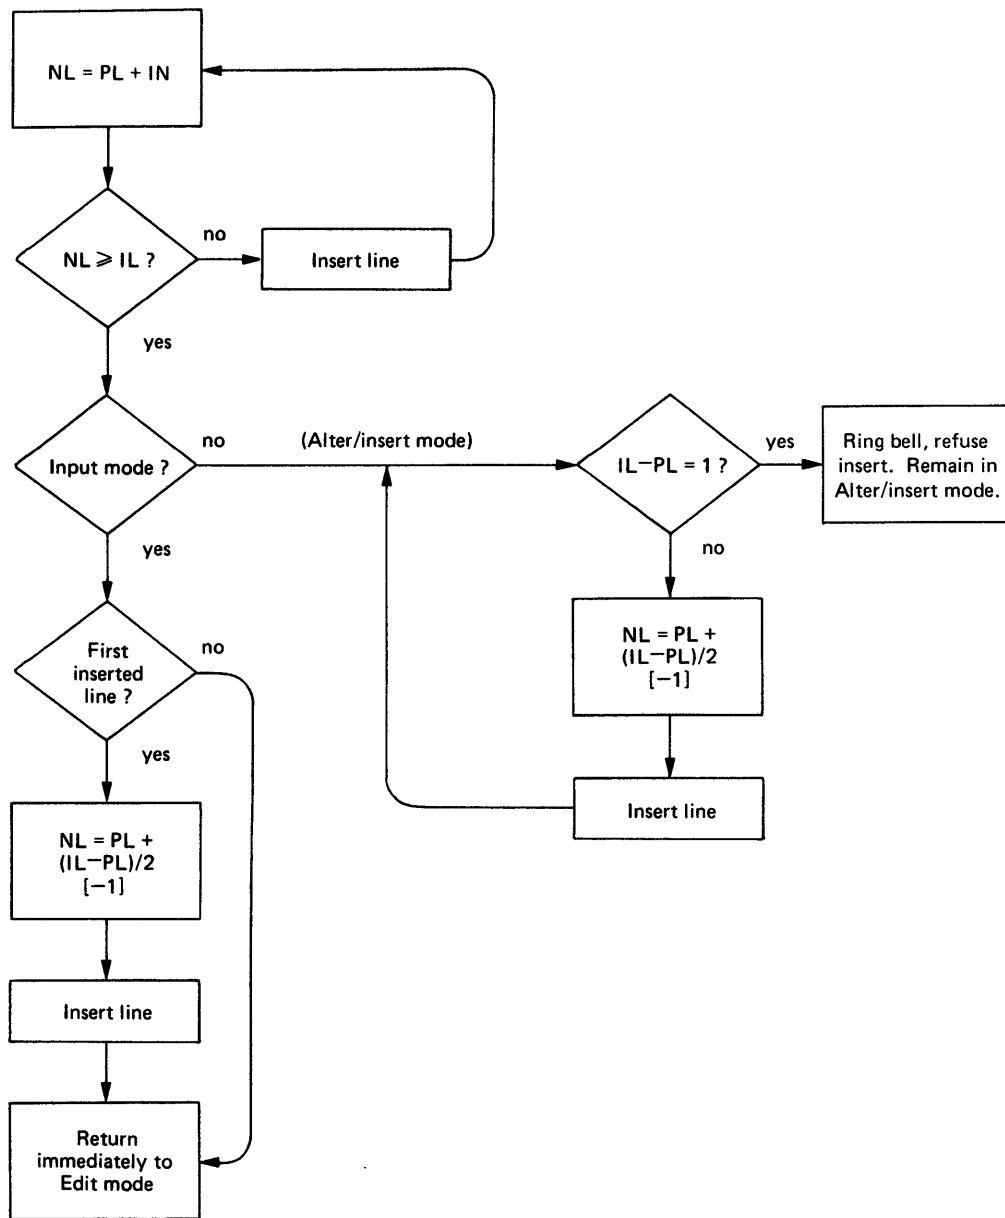 NL = PL + IN
no
NL ⩾ IL ?
Insert line
yes
no
(Alter/insert mode)
yes
Input mode ?
IL−PL = 1 ?
Ring bell, refuse
insert. Remain in
Alter/insert mode.
yes
no
First
inserted
line ?
no
NL = PL +
(IL−PL)/2
[−1]
yes
Insert line
NL = PL +
(IL−PL)/2
[−1]
Insert line
Return
immediately to
Edit mode